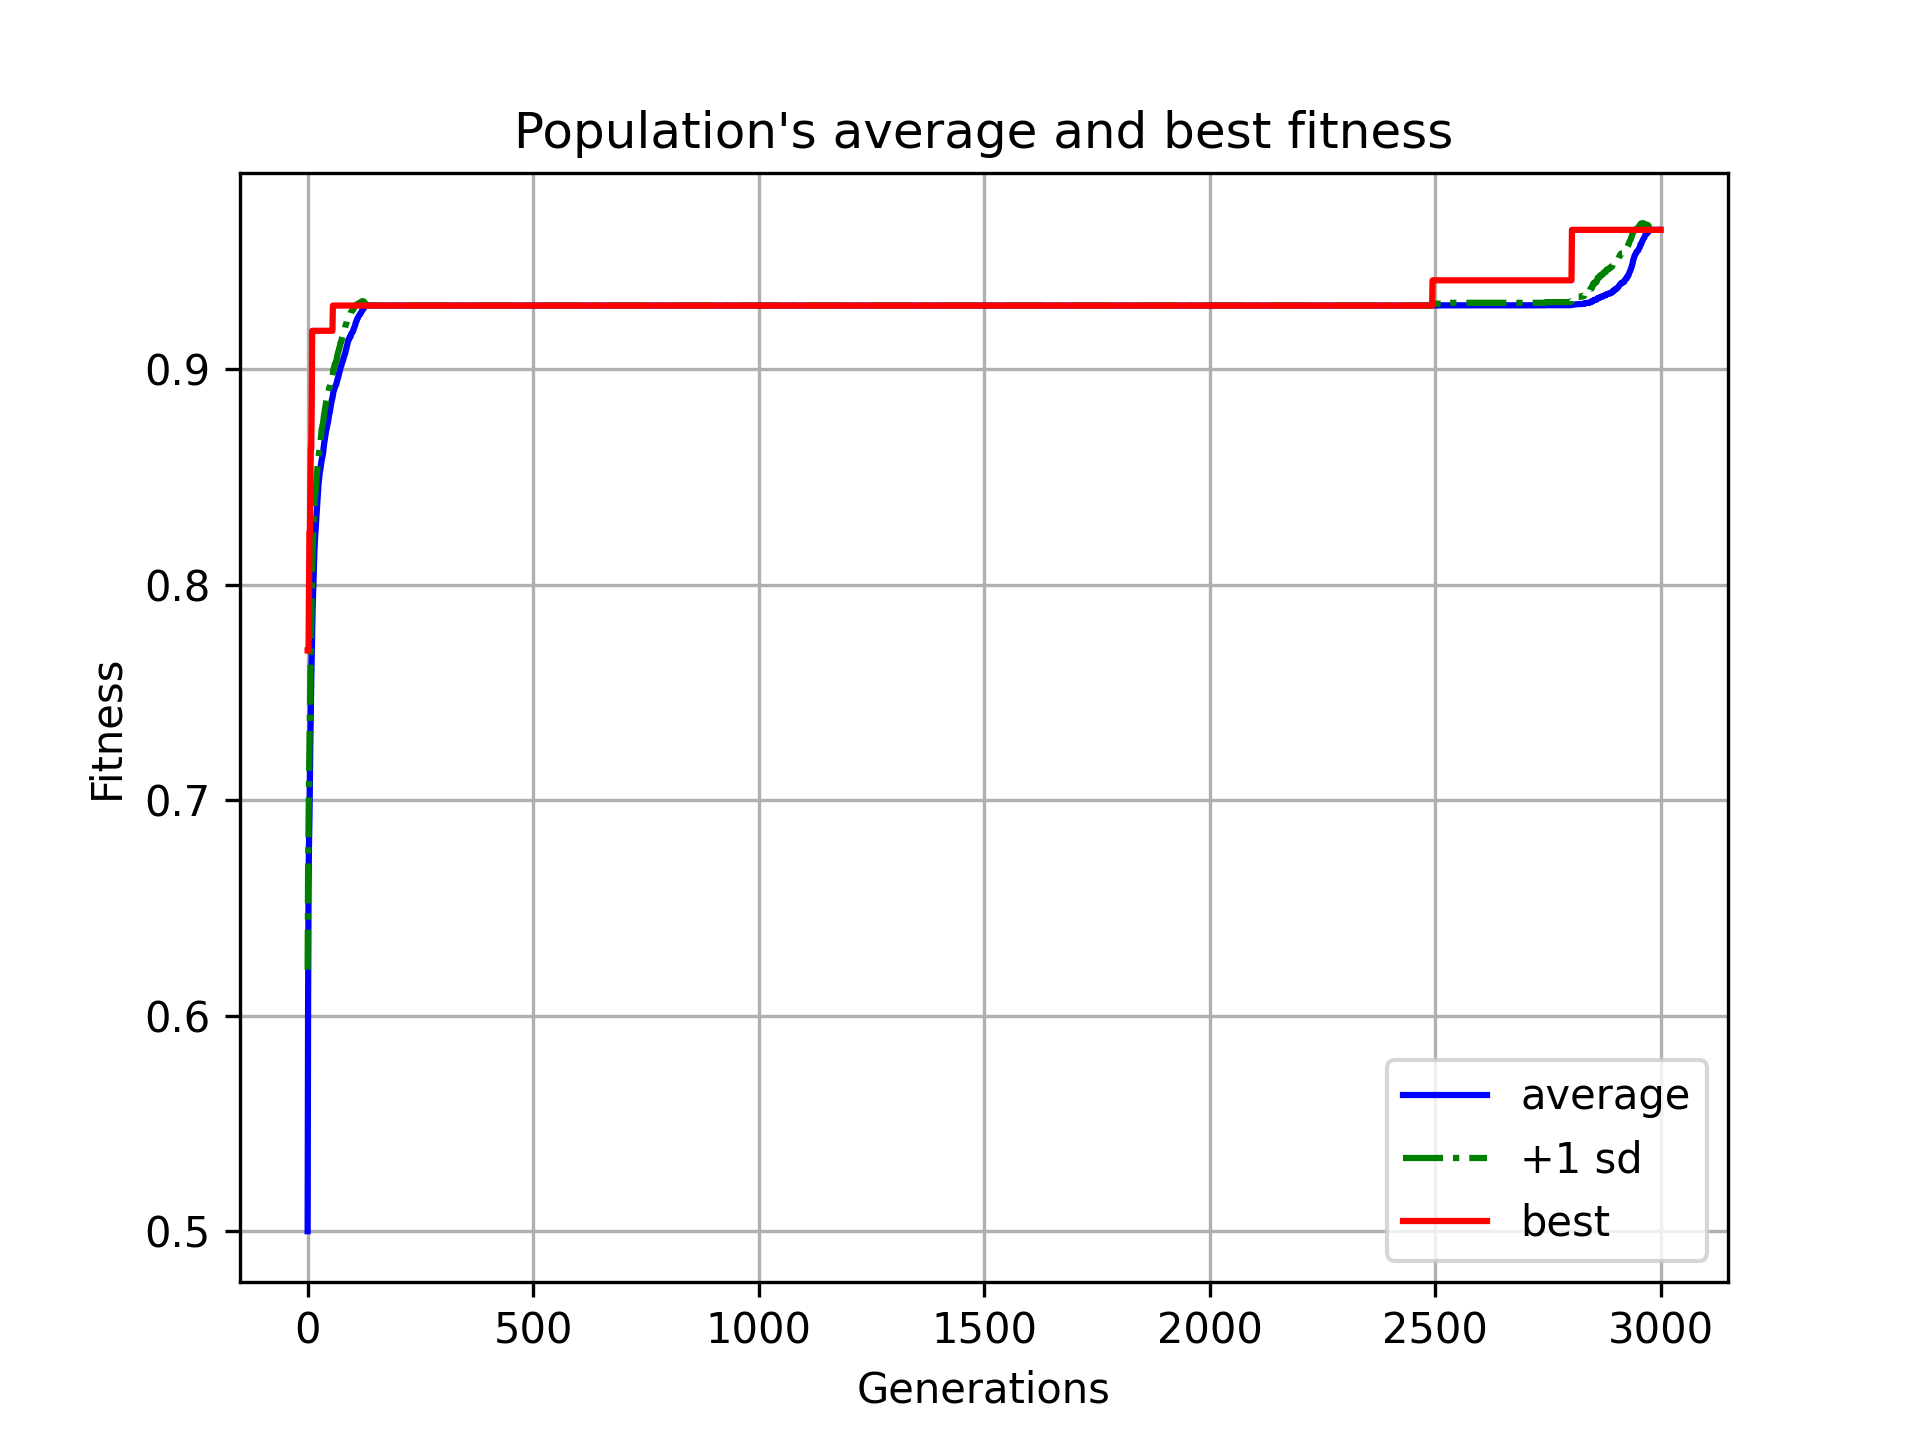 Population's average and best fitness
Fitness
0.9
0.8
0.7
0.6
0.5
0 500 1000 1500 2000 2500 3000
Generations
average
+1 sd
best